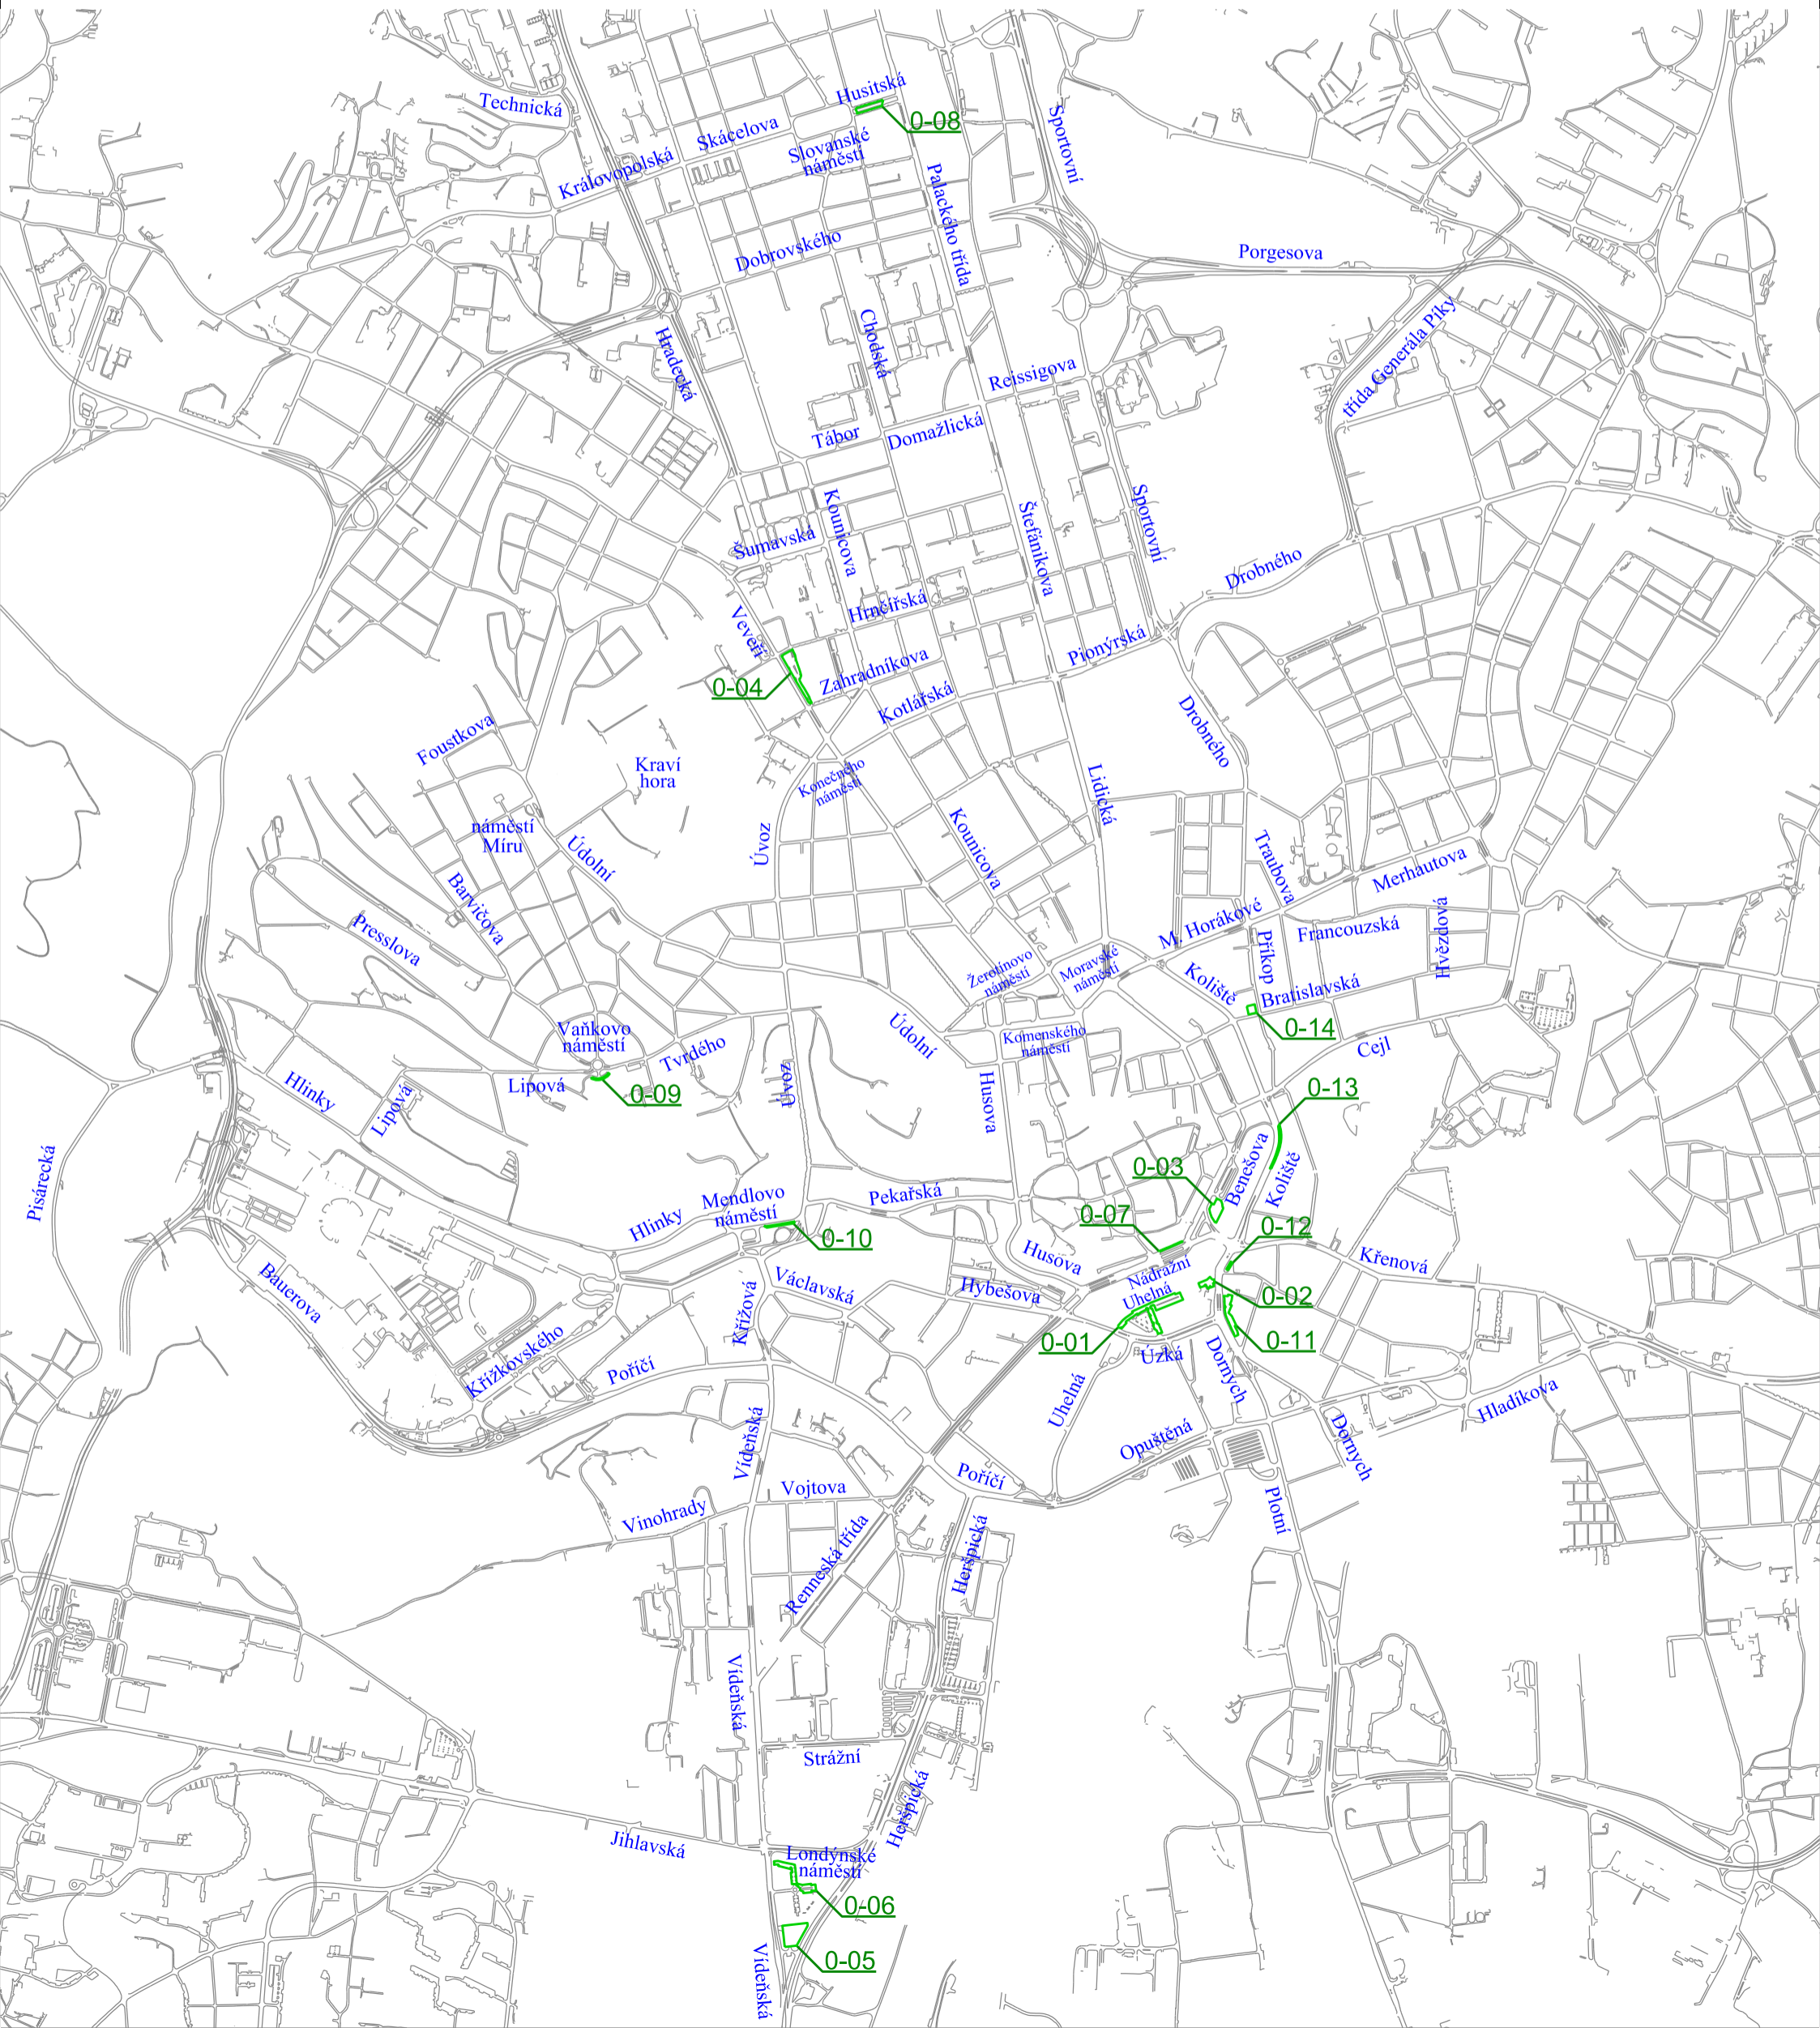 Technická
Husitská
0-08
Skácelova
Sportovní
Slovanské
náměstí
Královopolská
Palackého třída
Dobrovského
Porgesova
Hradecká
Chodská
třída Generála Píky
Reissigova
Tábor
Domažlická
Kounicova
Štefánikova
Sportovní
Šumavská
Drobného
Veveří
Hrnčířská
Pionýrská
Zahradníkova
0-04
Kotlářská
Foustkova
Drobného
Kraví
hora
Konečného
náměstí
Lidická
náměstí
Míru
Úvoz
Údolní
Kounicova
Traubova
Merhautova
Barvičova
Presslova
M. Horákové
Francouzská
Hvězdová
Příkop
Žerotínovo
náměstí
Moravské
náměstí
Koliště
Bratislavská
0-14
Vaňkovo
náměstí
Tvrdého
Údolní
Komenského
náměstí
Cejl
Hlinky
Lipová
Lipová
0-09
Úvoz
Husova
0-13
Pisárecká
Benešova
Koliště
0-03
Mendlovo
náměstí
Pekařská
Hlinky
0-10
0-07
0-12
Husova
Křenová
Nádražní
Bauerova
Václavská
Hybešova
Uhelná
0-02
Křížová
0-01
0-11
Úzká
Křížkovského
Poříčí
Dornych
Uhelná
Hladíkova
Vídeňská
Opuštěná
Dornych
Poříčí
Vojtova
Vinohrady
Plotní
Renneská třída
Heršpická
Vídeňská
Strážní
Heršpická
Jihlavská
Londýnské
náměstí
0-06
0-05
Vídeňská